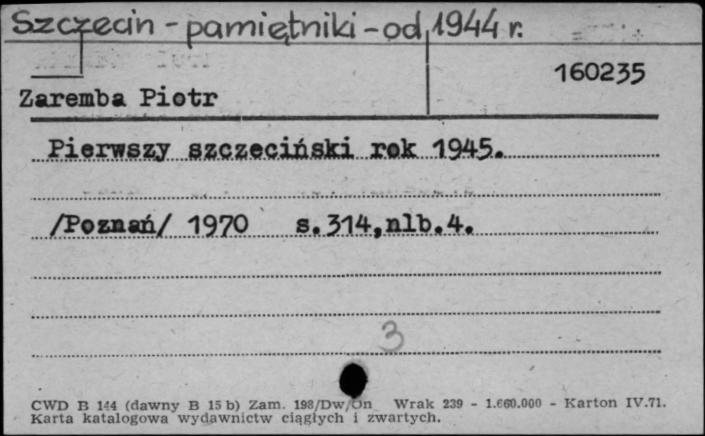 Szczecin - pamiętniki - od 1944 r.
160235
Zaremba Piotr
Pierwszy szczeciński rok 1945.
/Poznań/ 1970 s.314,nlb.4.
3
CWD B 144 (dawny B 15 b) Zam. 198/Dw/On Wrak 239 - 1.660.000 - Karton IV.71.
Karta katalogowa wydawnictw ciągłych i zwartych.